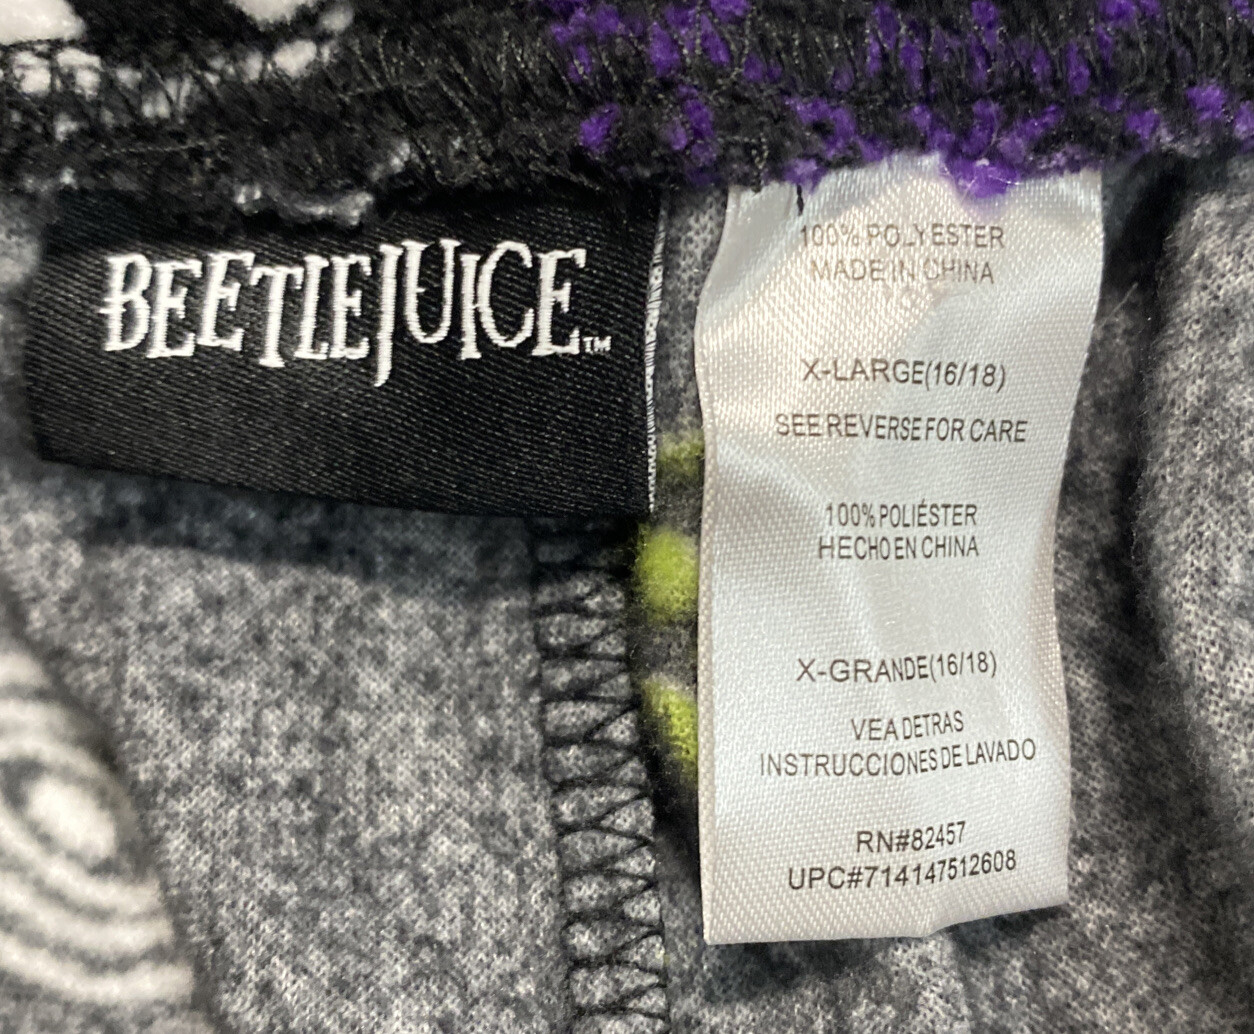 BEETLEJUICE™
100% POLYESTER
MADE IN CHINA
X-LARGE(16/18)
SEE REVERSE FOR CARE
100% POLIÉSTER
HECHO EN CHINA
X-GRANDE(16/18)
VEA DETRAS
INSTRUCCIONES DE LAVADO
RN#82457
UPC#714147512608